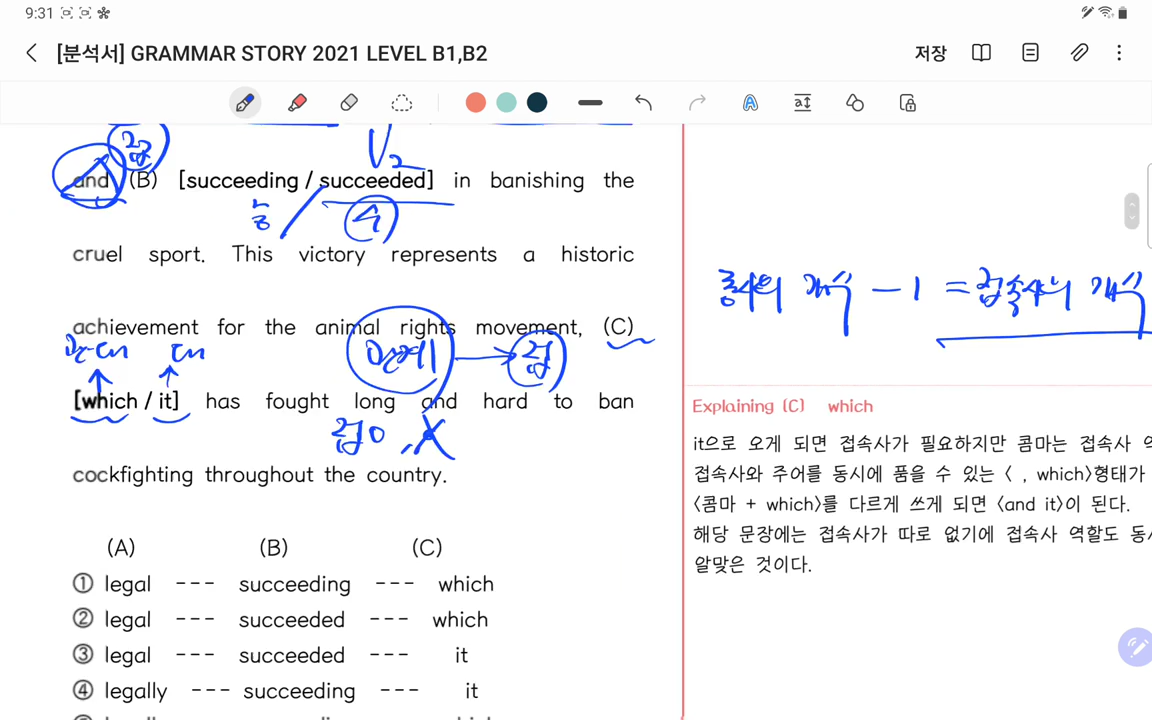 9:31
[분석서] GRAMMAR STORY 2021 LEVEL B1,B2
저장
접
V2
and (B) [succeeding / succeeded] in banishing the
능 / 수
cruel sport. This victory represents a historic
achievement for the animal rights movement, (C)
[which / it] has fought long and hard to ban
접
접 X
cockfighting throughout the country.
(A) (B) (C)
① legal --- succeeding --- which
② legal --- succeeded --- which
③ legal --- succeeded --- it
④ legally --- succeeding --- it
동사의 개수 - 1 = 접속사의 개수
Explaining (C) which
it으로 오게 되면 접속사가 필요하지만 콤마는 접속사 역
접속사와 주어를 동시에 품을 수 있는 < , which>형태가
<콤마 + which>를 다르게 쓰게 되면 <and it>이 된다.
해당 문장에는 접속사가 따로 없기에 접속사 역할도 동시
알맞은 것이다.